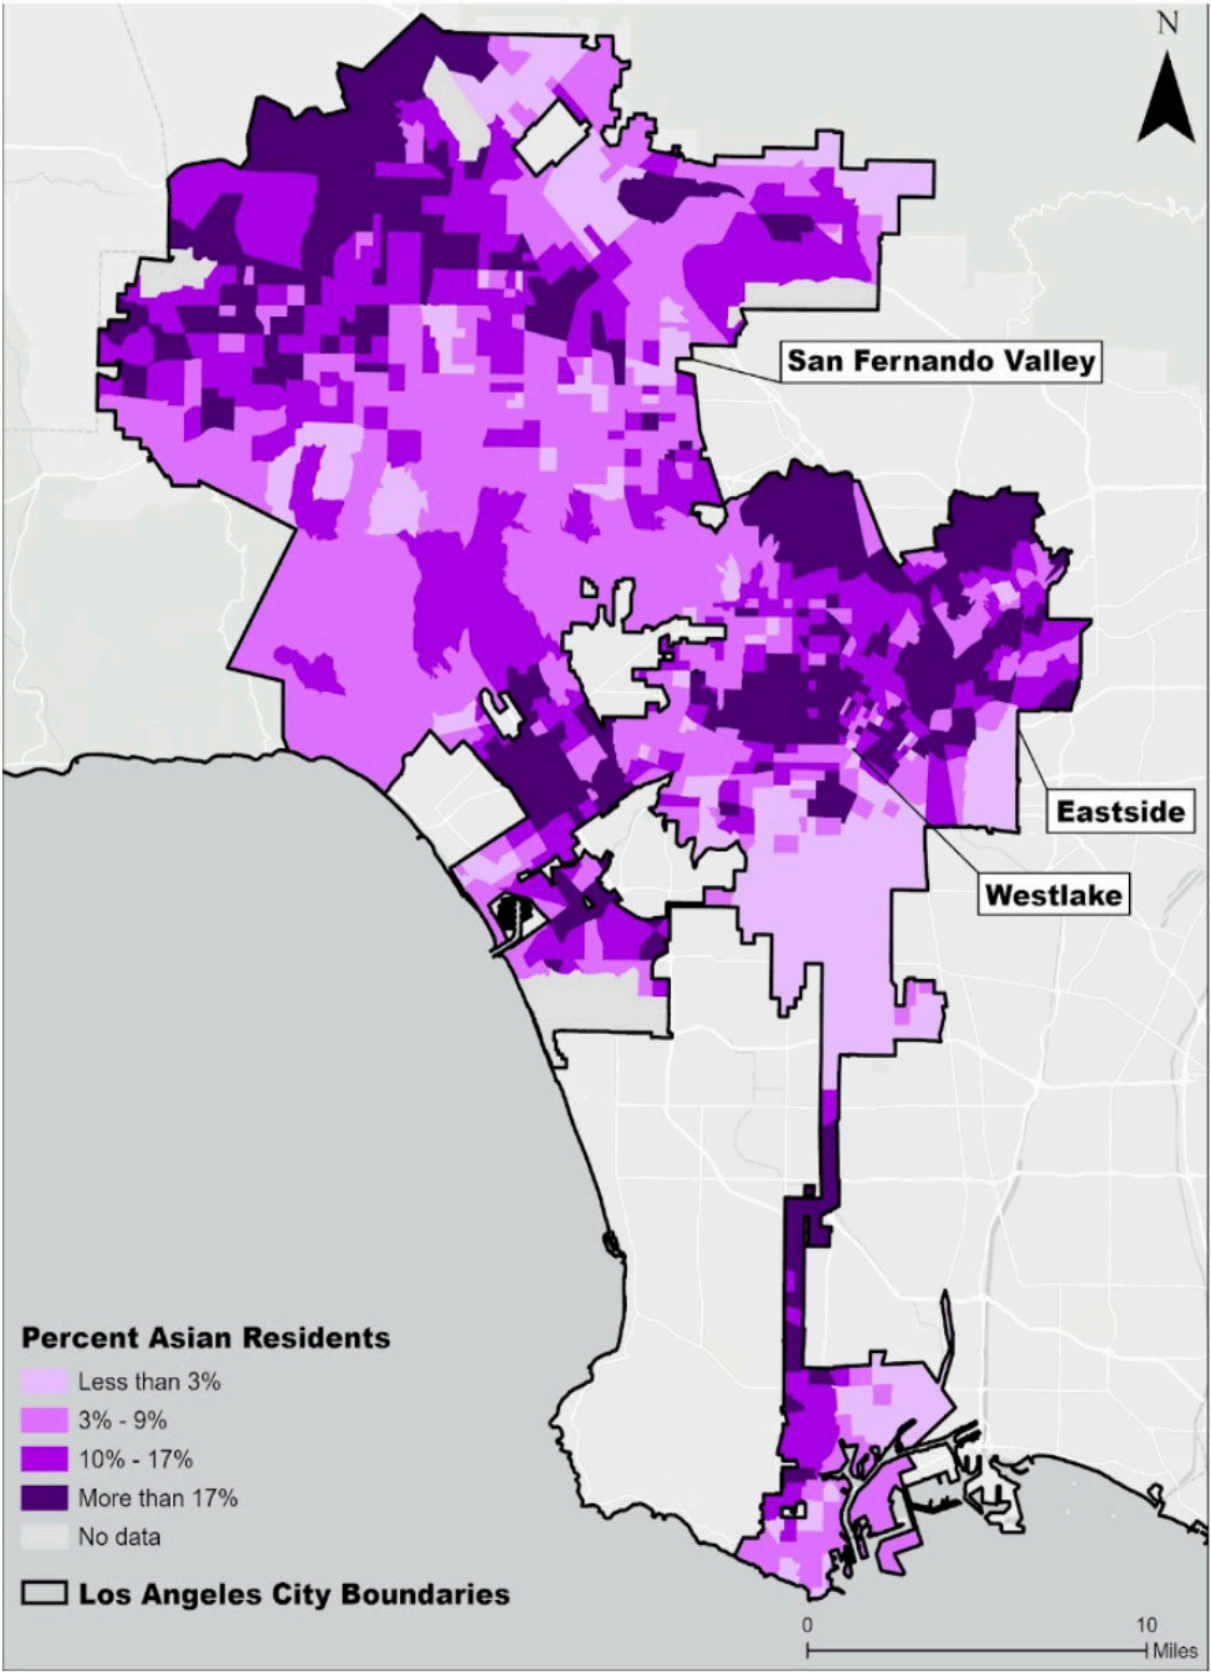 N
San Fernando Valley
Eastside
Westlake
Percent Asian Residents
Less than 3%
3% - 9%
10% - 17%
More than 17%
No data
Los Angeles City Boundaries
0 10
Miles